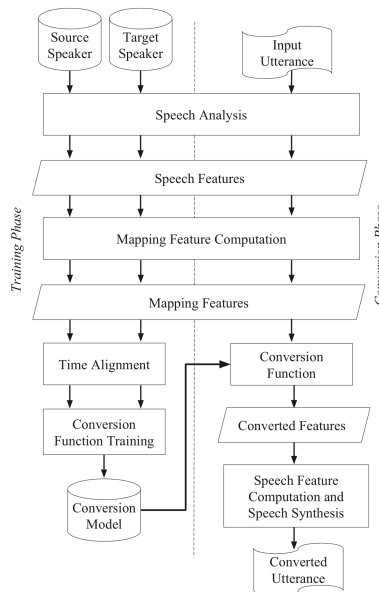 Source
Speaker
Target
Speaker
Input
Utterance
Speech Analysis
Speech Features
Mapping Feature Computation
Mapping Features
Training Phase
Time Alignment
Conversion
Function
Conversion
Function Training
Converted Features
Conversion
Model
Speech Feature
Computation and
Speech Synthesis
Converted
Utterance